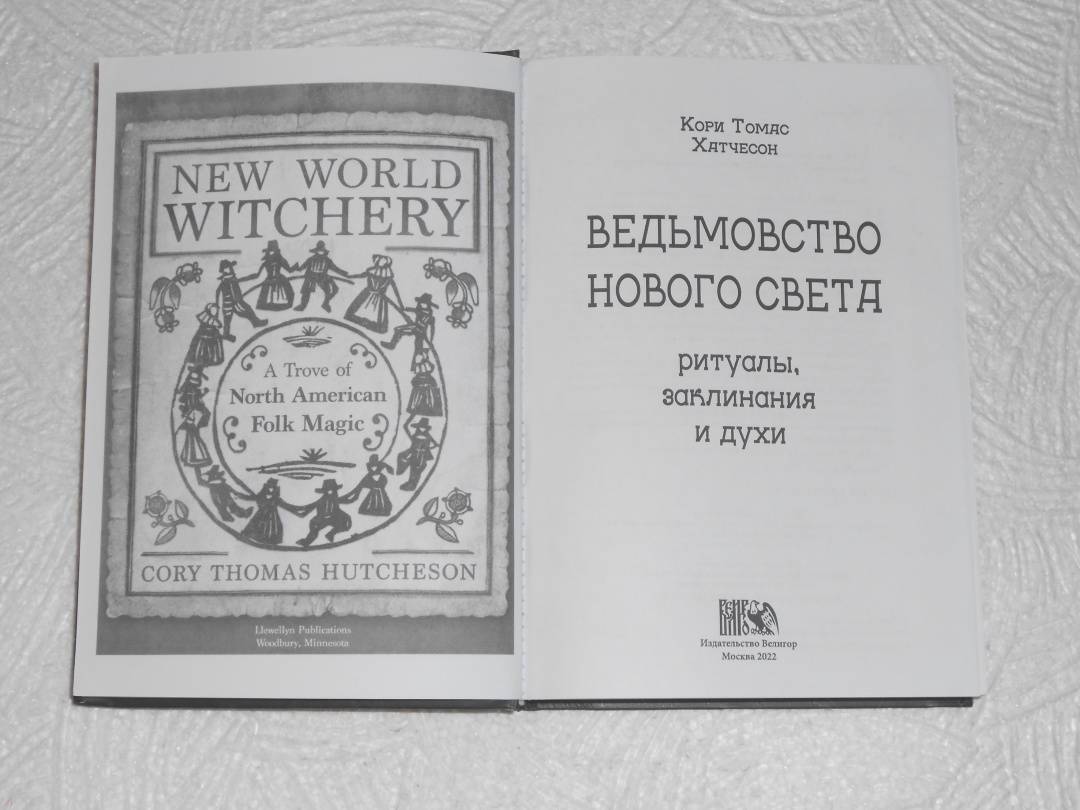 NEW WORLD
WITCHERY
A Trove of
North American
Folk Magic
CORY THOMAS HUTCHESON
Llewellyn Publications
Woodbury, Minnesota
Кори Томас
Хатчесон
ВЕДЬМОВСТВО
НОВОГО СВЕТА
ритуалы,
заклинания
и духи
Издательство Велигор
Москва 2022